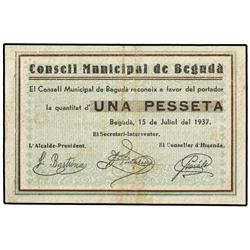 Consell Municipal de Begudà
El Consell Municipal de Begudà reconeix a favor del portador
la quantitat d'UNA PESSETA
Begudà, 15 de Juliol del 1937.
El Secretari-Interventor.
L'Alcalde-President, El Conseller d'Hisenda,